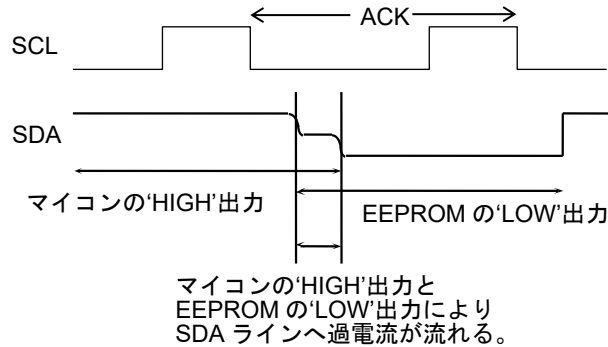 ACK
SCL
SDA
マイコンの‘HIGH’出力
EEPROM の‘LOW’出力
マイコンの‘HIGH’出力と
EEPROM の‘LOW’出力により
SDA ラインへ過電流が流れる。